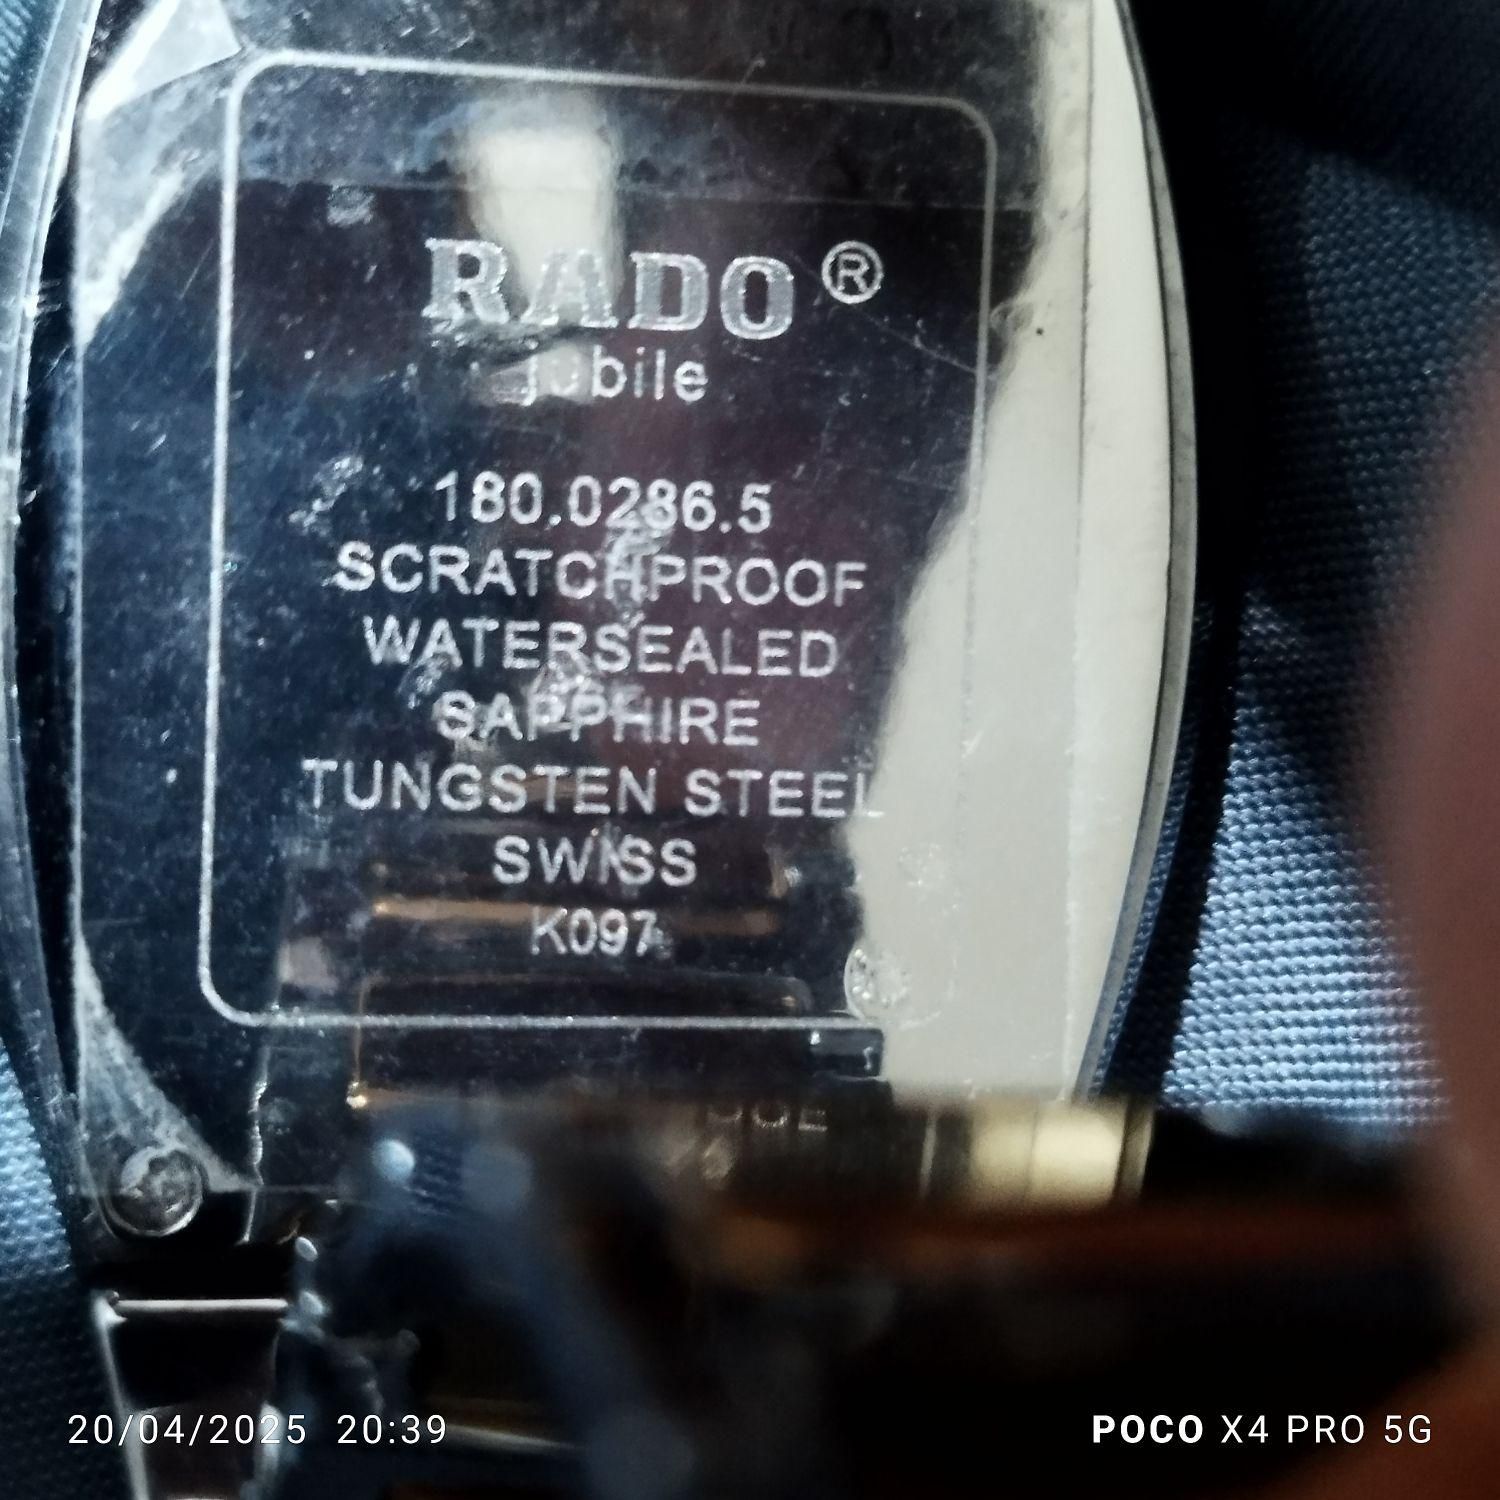 RADO®
jubile
180.0286.5
SCRATCHPROOF
WATERSEALED
SAPPHIRE
TUNGSTEN STEEL
SWISS
K097
20/04/2025 20:39
POCO X4 PRO 5G